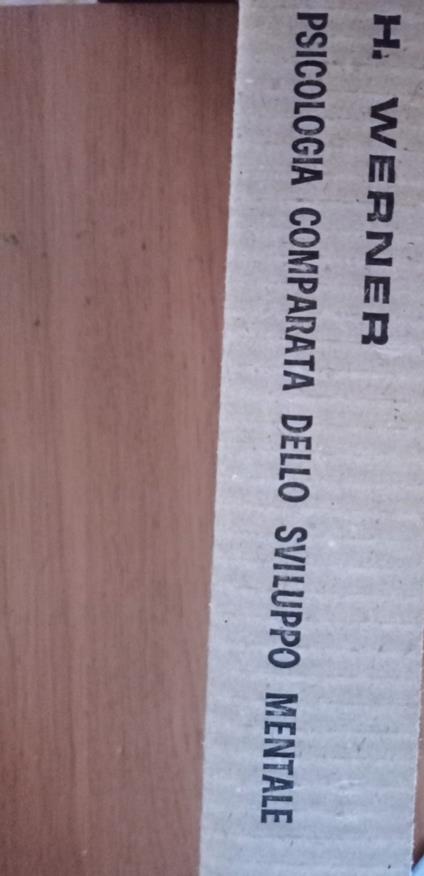 H. WERNER
PSICOLOGIA COMPARATA DELLO SVILUPPO MENTALE